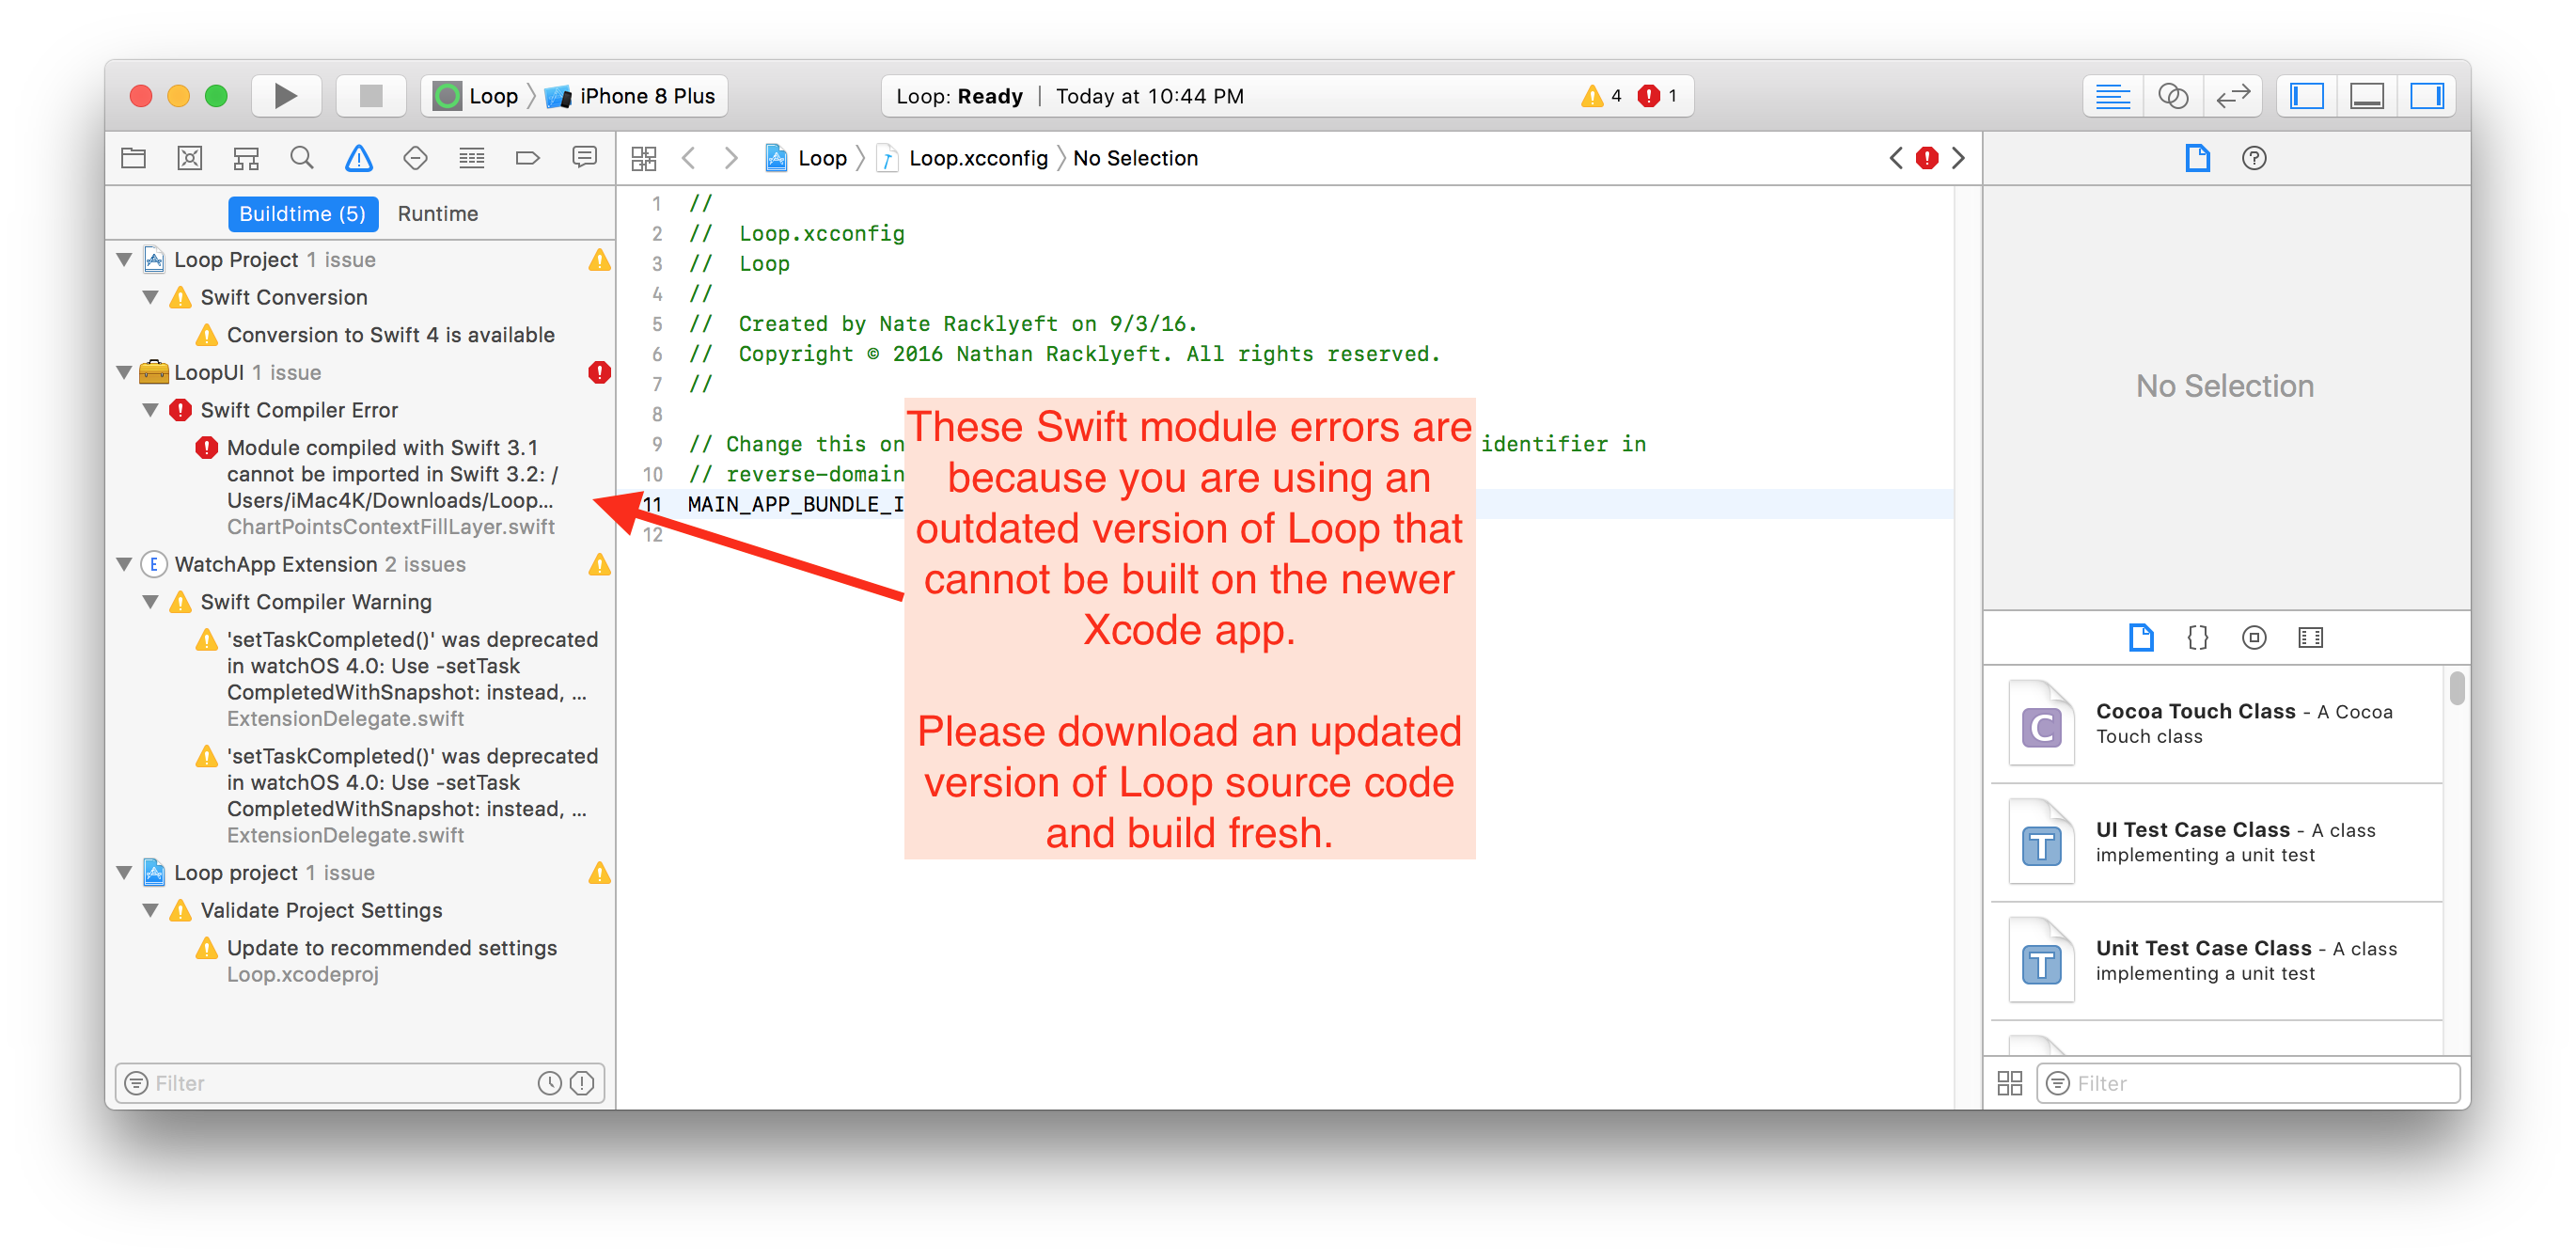 Loop 〉 iPhone 8 Plus
Loop: Ready | Today at 10:44 PM
4
1
Loop 〉 Loop.xcconfig 〉 No Selection
Buildtime (5) Runtime
Loop Project 1 issue
Swift Conversion
Conversion to Swift 4 is available
LoopUI 1 issue
Swift Compiler Error
Module compiled with Swift 3.1
cannot be imported in Swift 3.2: /
Users/iMac4K/Downloads/Loop...
ChartPointsContextFillLayer.swift
E WatchApp Extension 2 issues
Swift Compiler Warning
'setTaskCompleted()' was deprecated
in watchOS 4.0: Use -setTask
CompletedWithSnapshot: instead, ...
ExtensionDelegate.swift
'setTaskCompleted()' was deprecated
in watchOS 4.0: Use -setTask
CompletedWithSnapshot: instead, ...
ExtensionDelegate.swift
Loop project 1 issue
Validate Project Settings
Update to recommended settings
Loop.xcodeproj
Filter
1 //
2 //  Loop.xcconfig
3 //  Loop
4 //
5 //  Created by Nate Racklyeft on 9/3/16.
6 //  Copyright © 2016 Nathan Racklyeft. All rights reserved.
7 //
8
9 // Change this on identifier in
10 // reverse-domain
11 MAIN_APP_BUNDLE_I
12
These Swift module errors are
because you are using an
outdated version of Loop that
cannot be built on the newer
Xcode app.
Please download an updated
version of Loop source code
and build fresh.
No Selection
C
Cocoa Touch Class - A Cocoa
Touch class
T
UI Test Case Class - A class
implementing a unit test
T
Unit Test Case Class - A class
implementing a unit test
Filter